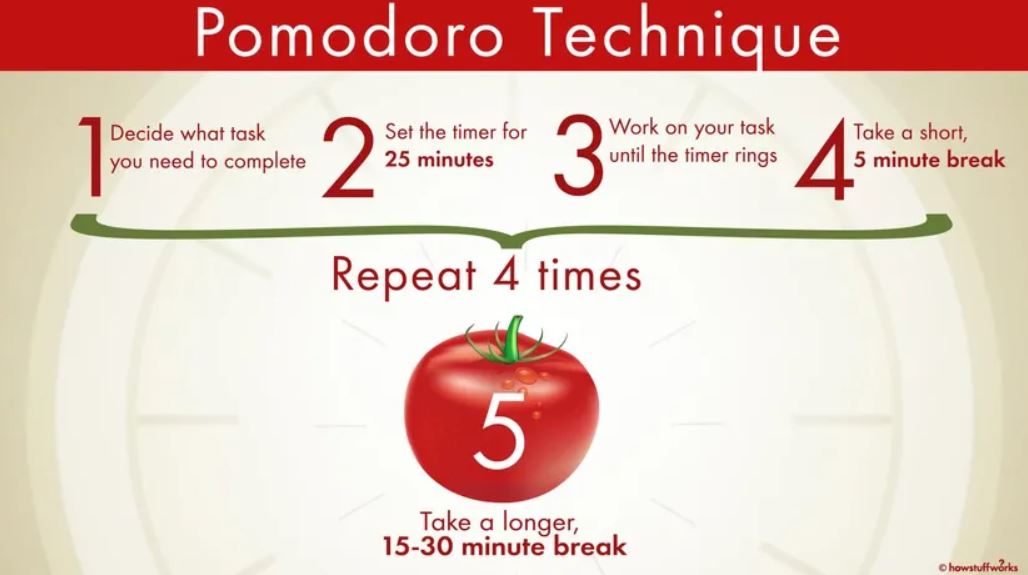 Pomodoro Technique
1 Decide what task
you need to complete
2 Set the timer for
25 minutes
3 Work on your task
until the timer rings
4 Take a short,
5 minute break
Repeat 4 times
5
Take a longer,
15-30 minute break
© howstuffworks